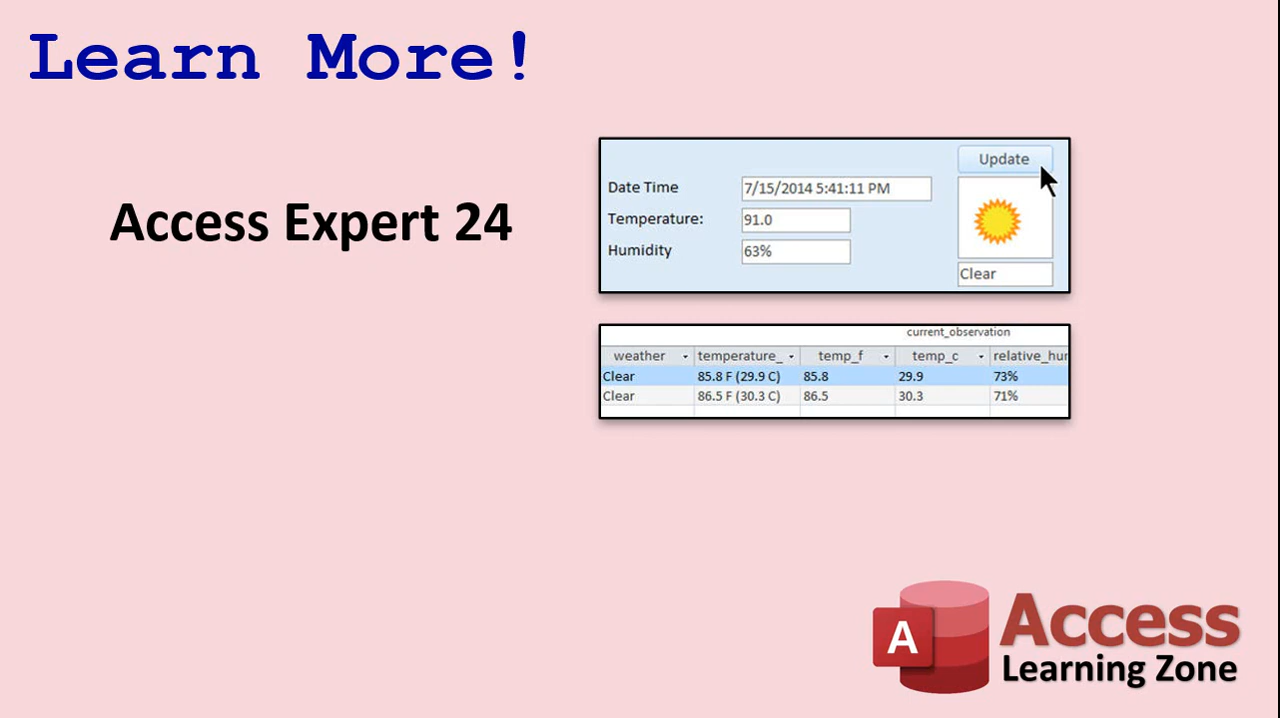 Learn More!
Access Expert 24
Update
Date Time 7/15/2014 5:41:11 PM
Temperature: 91.0
Humidity 63%
Clear
current_observation
weather temperature_ temp_f temp_c relative_hur
Clear 85.8 F (29.9 C) 85.8 29.9 73%
Clear 86.5 F (30.3 C) 86.5 30.3 71%
A
Access
Learning Zone